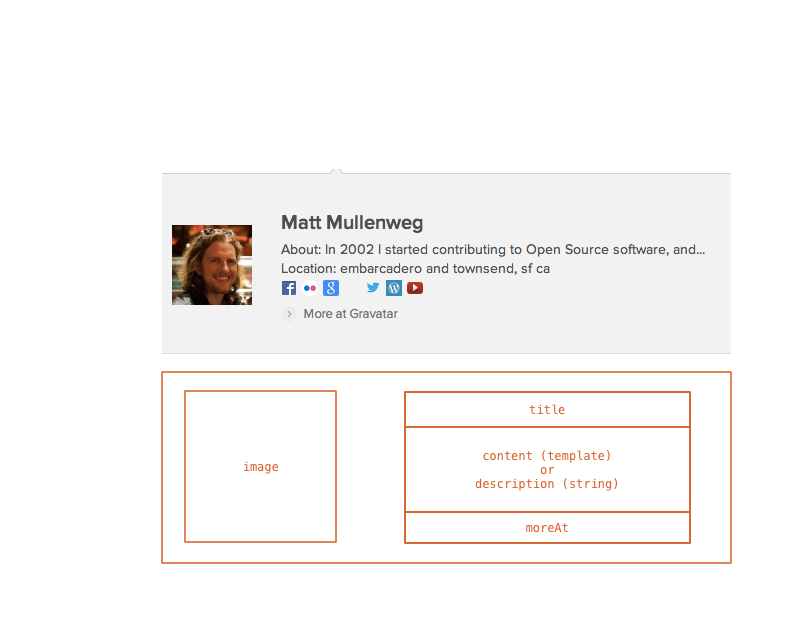 Matt Mullenweg
About: In 2002 I started contributing to Open Source software, and...
Location: embarcadero and townsend, sf ca
More at Gravatar
image
title
content (template)
or
description (string)
moreAt